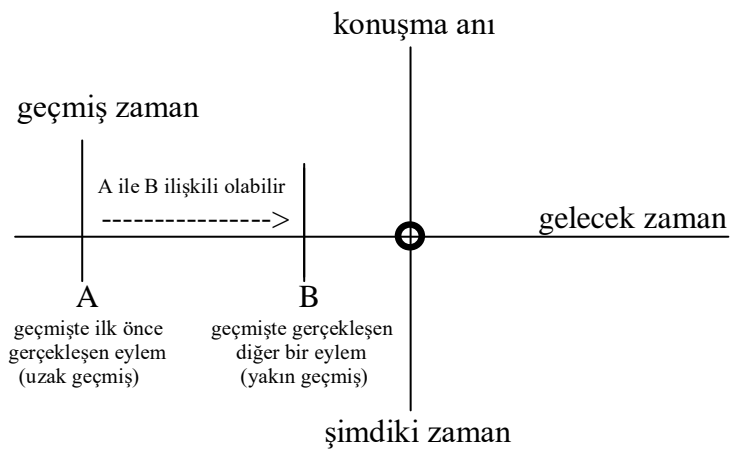 konuşma anı
geçmiş zaman
A ile B ilişkili olabilir
---------------->
gelecek zaman
A
geçmişte ilk önce
gerçekleşen eylem
(uzak geçmiş)
B
geçmişte gerçekleşen
diğer bir eylem
(yakın geçmiş)
şimdiki zaman